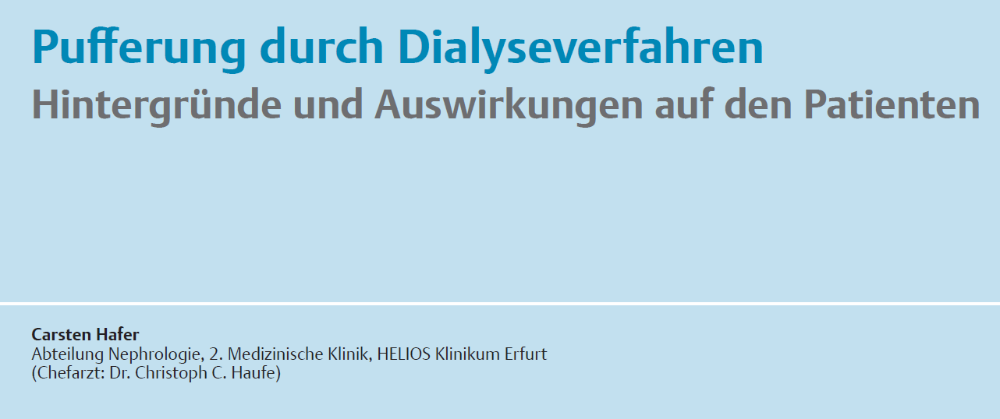 Pufferung durch Dialyseverfahren
Hintergründe und Auswirkungen auf den Patienten
Carsten Hafer
Abteilung Nephrologie, 2. Medizinische Klinik, HELIOS Klinikum Erfurt
(Chefarzt: Dr. Christoph C. Haufe)